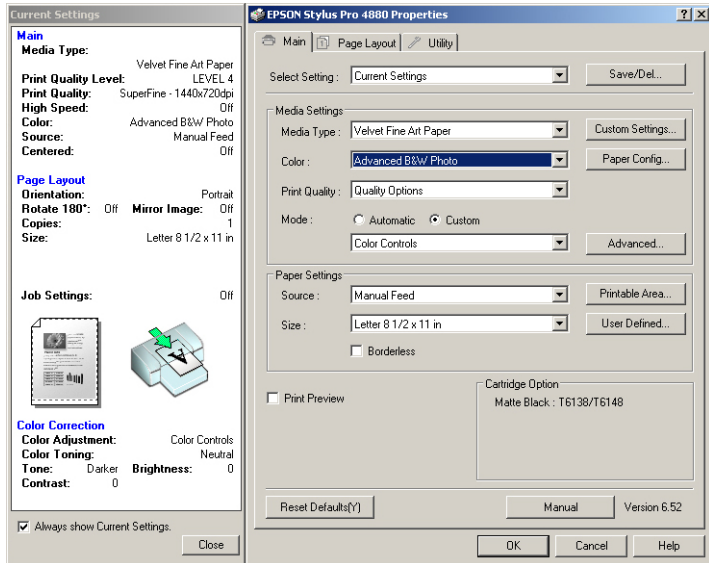 Current Settings
Main
Media Type:
Velvet Fine Art Paper
Print Quality Level: LEVEL 4
Print Quality: SuperFine - 1440x720dpi
High Speed: Off
Color: Advanced B&W Photo
Source: Manual Feed
Centered: Off
Page Layout
Orientation: Portrait
Rotate 180°: Off Mirror Image: Off
Copies: 1
Size: Letter 8 1/2 x 11 in
Job Settings: Off
A
Color Correction
Color Adjustment: Color Controls
Color Toning: Neutral
Tone: Darker Brightness: 0
Contrast: 0
Always show Current Settings.
Close
EPSON Stylus Pro 4880 Properties
Main Page Layout Utility
Select Setting : Current Settings Save/Del...
Media Settings
Media Type : Velvet Fine Art Paper Custom Settings...
Color : Advanced B&W Photo Paper Config...
Print Quality : Quality Options
Mode : Automatic Custom
Color Controls Advanced...
Paper Settings
Source : Manual Feed Printable Area...
Size : Letter 8 1/2 x 11 in User Defined...
Borderless
Print Preview
Cartridge Option
Matte Black : T6138/T6148
Reset Defaults(Y) Manual Version 6.52
OK Cancel Help